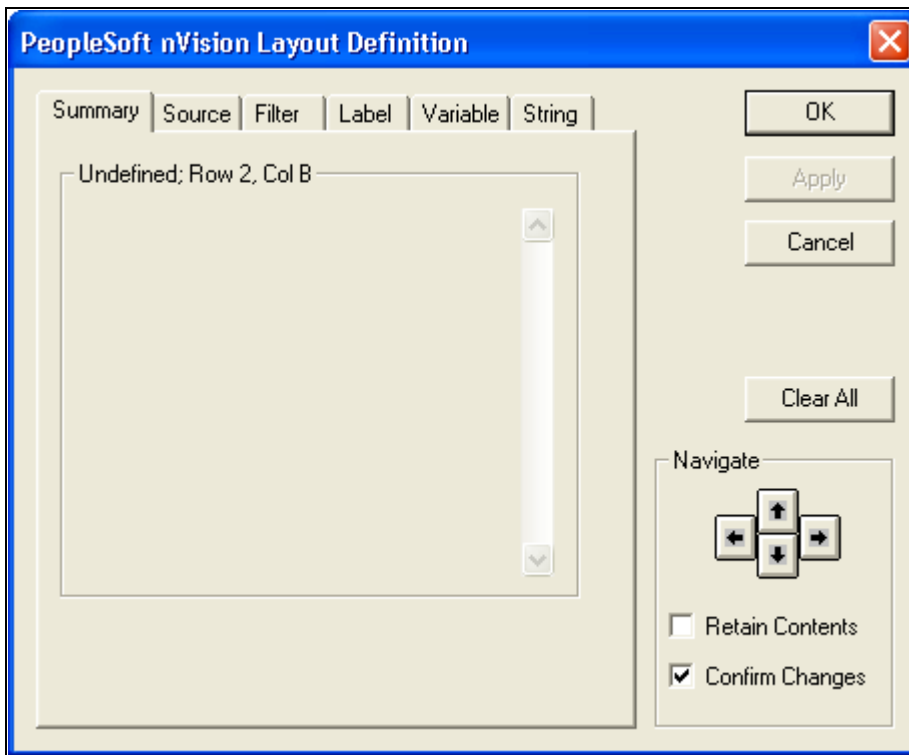 PeopleSoft nVision Layout Definition
Summary Source Filter Label Variable String
OK
Undefined; Row 2, Col B
Apply
Cancel
Clear All
Navigate
Retain Contents
Confirm Changes